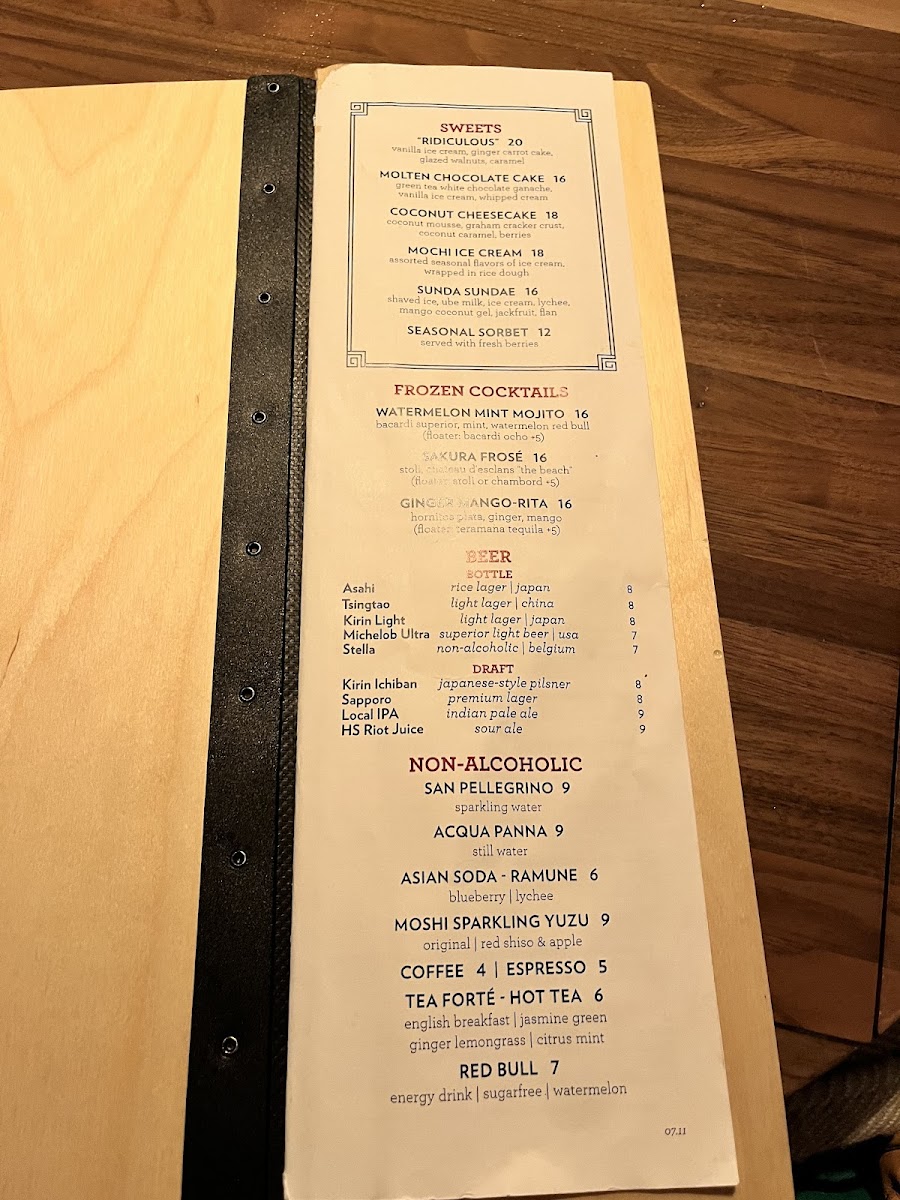 SWEETS
"RIDICULOUS" 20
vanilla ice cream, ginger carrot cake,
glazed walnuts, caramel
MOLTEN CHOCOLATE CAKE 16
green tea white chocolate ganache,
vanilla ice cream, whipped cream
COCONUT CHEESECAKE 18
coconut mousse, graham cracker crust,
coconut caramel, berries
MOCHI ICE CREAM 18
assorted seasonal flavors of ice cream,
wrapped in rice dough
SUNDA SUNDAE 16
shaved ice, ube milk, ice cream, lychee,
mango coconut gel, jackfruit, flan
SEASONAL SORBET 12
served with fresh berries
FROZEN COCKTAILS
WATERMELON MINT MOJITO 16
bacardi superior, mint, watermelon red bull
(floater: bacardi ocho +5)
SAKURA FROSÉ 16
stoli, chateau d'esclans "the beach"
(floater: stoli or chambord +5)
GINGER MANGO-RITA 16
hornitos plata, ginger, mango
(floater: teramana tequila +5)
BEER
BOTTLE
Asahi rice lager | japan 8
Tsingtao light lager | china 8
Kirin Light light lager | japan 8
Michelob Ultra superior light beer | usa 7
Stella non-alcoholic | belgium 7
DRAFT
Kirin Ichiban japanese-style pilsner 8
Sapporo premium lager 8
Local IPA indian pale ale 9
HS Riot Juice sour ale 9
NON-ALCOHOLIC
SAN PELLEGRINO 9
sparkling water
ACQUA PANNA 9
still water
ASIAN SODA - RAMUNE 6
blueberry | lychee
MOSHI SPARKLING YUZU 9
original | red shiso & apple
COFFEE 4 | ESPRESSO 5
TEA FORTÉ - HOT TEA 6
english breakfast | jasmine green
ginger lemongrass | citrus mint
RED BULL 7
energy drink | sugarfree | watermelon
07.11